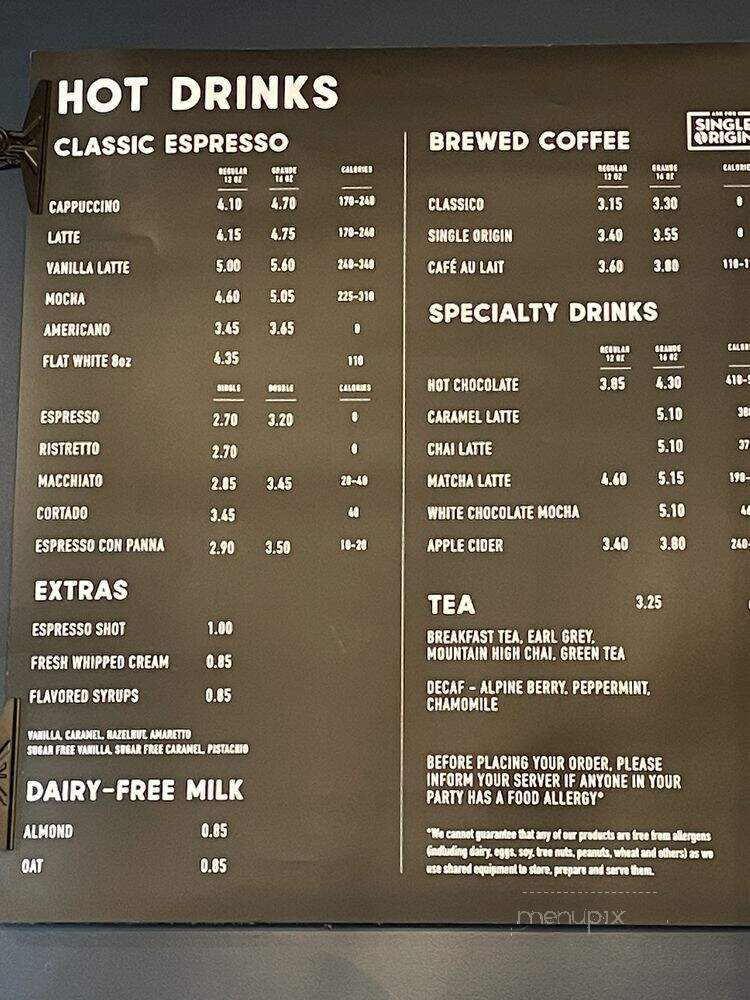 HOT DRINKS
CLASSIC ESPRESSO
REGULAR 12 OZ GRANDE 16 OZ CALORIES
CAPPUCCINO 4.10 4.70 170-240
LATTE 4.15 4.75 170-240
VANILLA LATTE 5.00 5.60 240-340
MOCHA 4.60 5.05 225-310
AMERICANO 3.45 3.65 0
FLAT WHITE 8oz 4.35 110
SINGLE DOUBLE CALORIES
ESPRESSO 2.70 3.20 0
RISTRETTO 2.70 0
MACCHIATO 2.85 3.45 20-40
CORTADO 3.45 40
ESPRESSO CON PANNA 2.90 3.50 10-20
EXTRAS
ESPRESSO SHOT 1.00
FRESH WHIPPED CREAM 0.85
FLAVORED SYRUPS 0.85
VANILLA, CARAMEL, HAZELNUT, AMARETTO
SUGAR FREE VANILLA, SUGAR FREE CARAMEL, PISTACHIO
DAIRY-FREE MILK
ALMOND 0.85
OAT 0.85
BREWED COFFEE
ASK FOR
SINGLE
ORIGIN
REGULAR 12 OZ GRANDE 16 OZ
CLASSICO 3.15 3.30 0
SINGLE ORIGIN 3.40 3.55 0
CAFÉ AU LAIT 3.60 3.80
SPECIALTY DRINKS
REGULAR 12 OZ GRANDE 16 OZ
HOT CHOCOLATE 3.85 4.30
CARAMEL LATTE 5.10
CHAI LATTE 5.10
MATCHA LATTE 4.60 5.15
WHITE CHOCOLATE MOCHA 5.10
APPLE CIDER 3.40 3.80
TEA 3.25
BREAKFAST TEA, EARL GREY,
MOUNTAIN HIGH CHAI, GREEN TEA
DECAF - ALPINE BERRY, PEPPERMINT,
CHAMOMILE
BEFORE PLACING YOUR ORDER, PLEASE
INFORM YOUR SERVER IF ANYONE IN YOUR
PARTY HAS A FOOD ALLERGY*
*We cannot guarantee that any of our products are free from allergens
(including dairy, eggs, soy, tree nuts, peanuts, wheat and others) as we
use shared equipment to store, prepare and serve them.
menupix